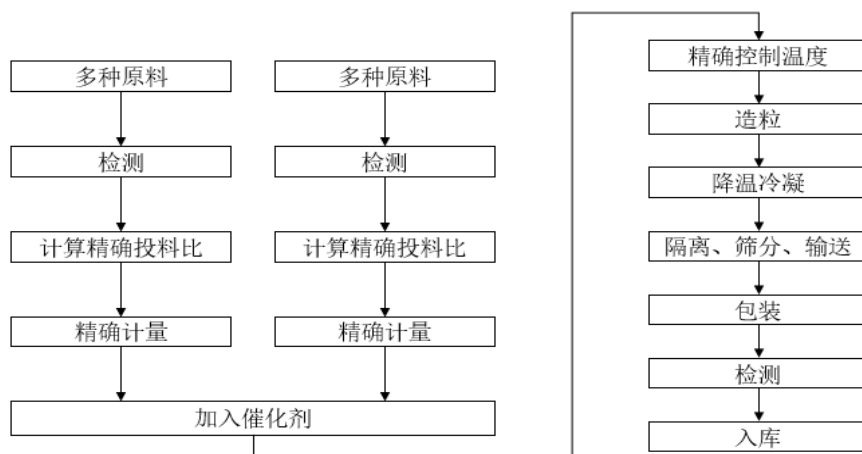 多种原料
检测
计算精确投料比
精确计量
多种原料
检测
计算精确投料比
精确计量
加入催化剂
精确控制温度
造粒
降温冷凝
隔离、筛分、输送
包装
检测
入库